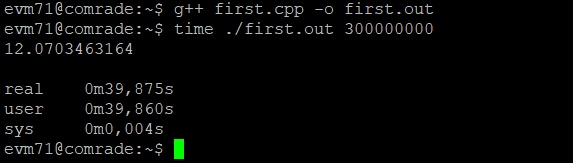 evm71@comrade:~$ g++ first.cpp -o first.out
evm71@comrade:~$ time ./first.out 300000000
12.0703463164
real 0m39,875s
user 0m39,860s
sys 0m0,004s
evm71@comrade:~$